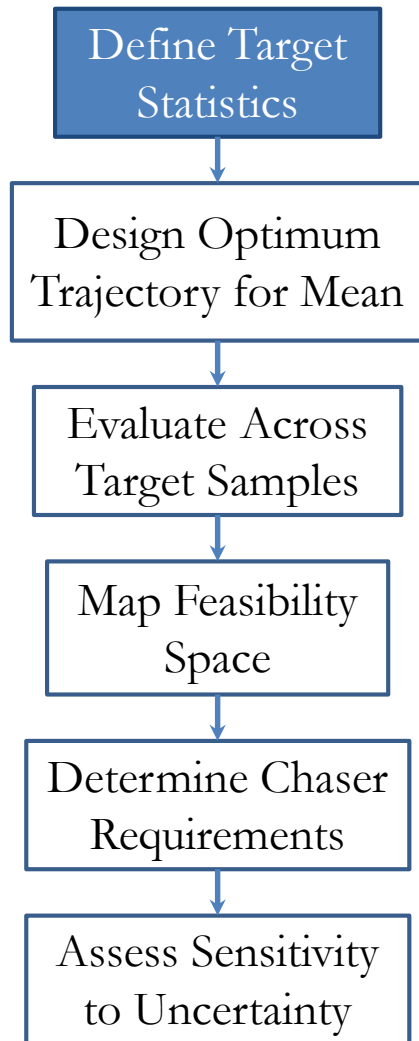 Define Target
Statistics
Design Optimum
Trajectory for Mean
Evaluate Across
Target Samples
Map Feasibility
Space
Determine Chaser
Requirements
Assess Sensitivity
to Uncertainty